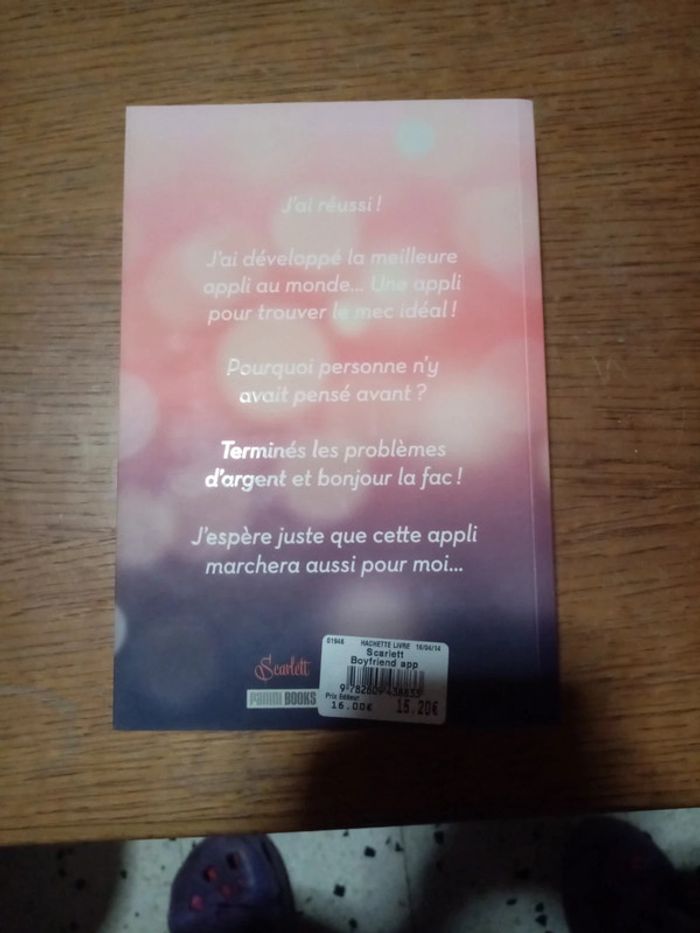 J'ai réussi !
J'ai développé la meilleure
appli au monde... Une appli
pour trouver le mec idéal !
Pourquoi personne n'y
avait pensé avant ?
Terminés les problèmes
d'argent et bonjour la fac !
J'espère juste que cette appli
marchera aussi pour moi...
Scarlett
PANINI BOOKS
01946 HACHETTE LIVRE 16/04/14
Scarlett
Boyfriend app
Prix Editeur
16.00€ 15.20€